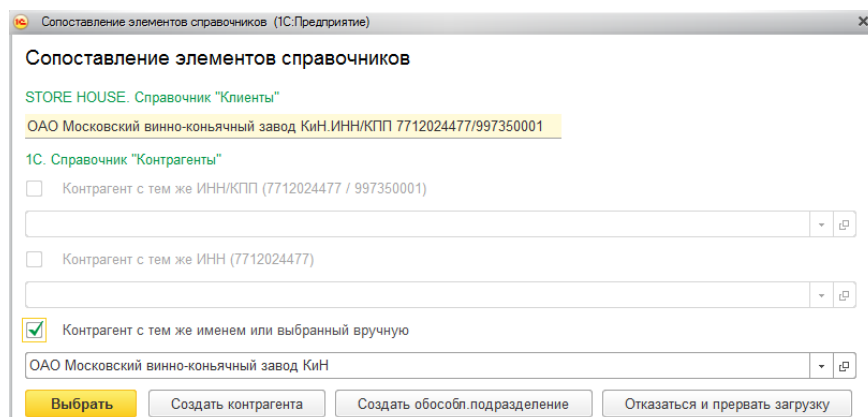 Сопоставление элементов справочников (1С:Предприятие)
Сопоставление элементов справочников
STORE HOUSE. Справочник "Клиенты"
ОАО Московский винно-коньячный завод КиН.ИНН/КПП 7712024477/997350001
1С. Справочник "Контрагенты"
Контрагент с тем же ИНН/КПП (7712024477 / 997350001)
Контрагент с тем же ИНН (7712024477)
Контрагент с тем же именем или выбранный вручную
ОАО Московский винно-коньячный завод КиН
Выбрать Создать контрагента Создать обособл.подразделение Отказаться и прервать загрузку